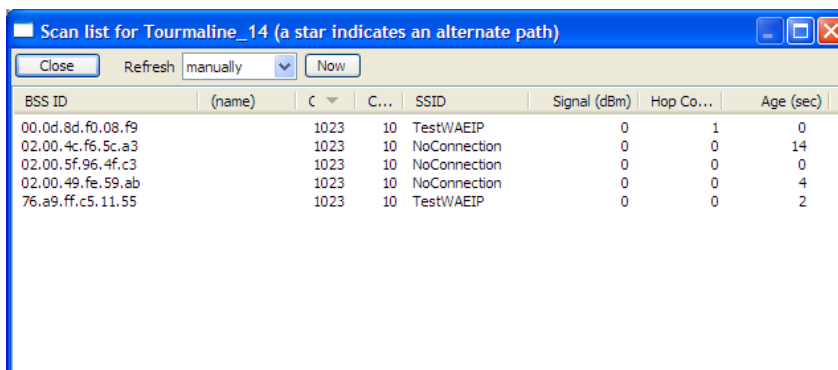 Scan list for Tourmaline_14 (a star indicates an alternate path)
Close Refresh manually Now
BSS ID (name) C C... SSID Signal (dBm) Hop Co... Age (sec)
00.0d.8d.f0.08.f9 1023 10 TestWAEIP 0 1 0
02.00.4c.f6.5c.a3 1023 10 NoConnection 0 0 14
02.00.5f.96.4f.c3 1023 10 NoConnection 0 0 0
02.00.49.fe.59.ab 1023 10 NoConnection 0 0 4
76.a9.ff.c5.11.55 1023 10 TestWAEIP 0 0 2